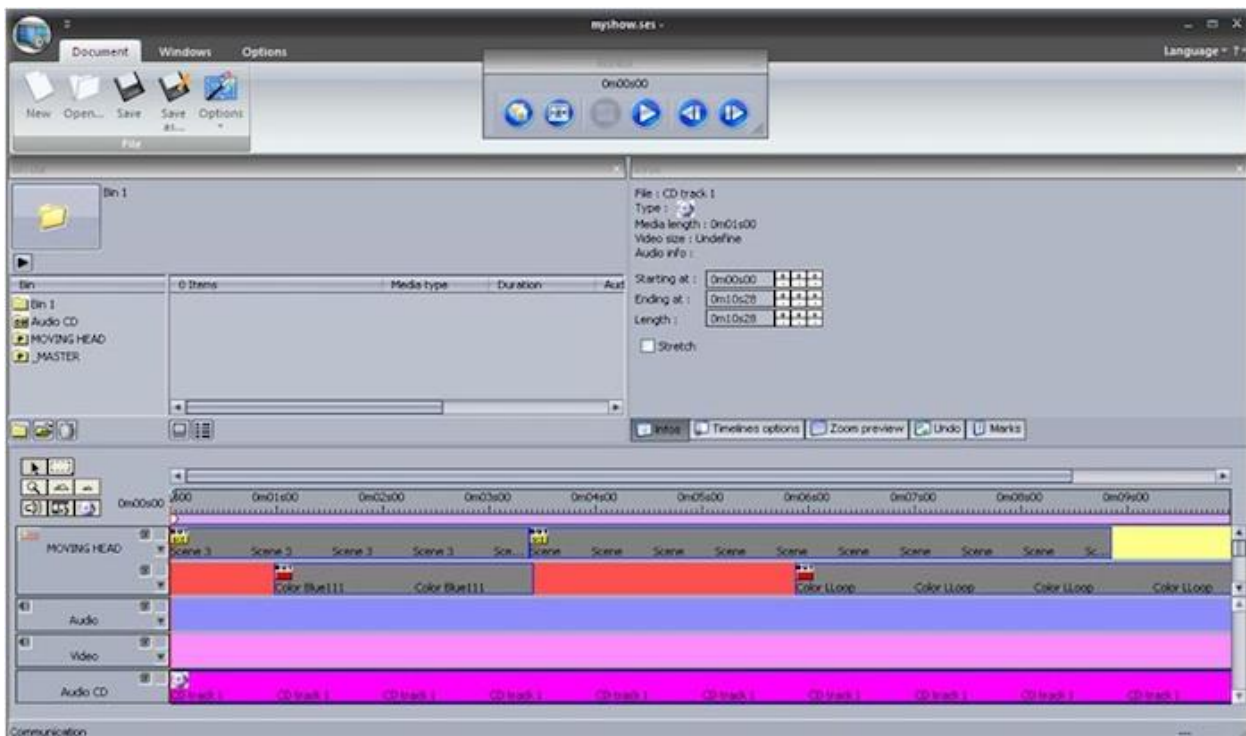 myshow.ses -
Document Windows Options
Language ?
0m00s00
New Open... Save Save as... Options
File
Bin 1
File : CD track 1
Type :
Media length : 0m01s00
Video size : Undefine
Audio info :
Bin 0 Items Media type Duration Aud
Starting at : 0m00s00
Ending at : 0m10s28
Length : 0m10s28
Stretch
Bin 1
Audio CD
MOVING HEAD
_MASTER
Infos Timelines options Zoom preview Undo Marks
0m00s00 0m01s00 0m02s00 0m03s00 0m04s00 0m05s00 0m06s00 0m07s00 0m08s00 0m09s00
MOVING HEAD Scene 3 Scene 3 Scene 3 Scene 3 Sce... Scene Scene Scene Scene Scene Scene Scene Scene Scene Sc...
Color Blue111 Color Blue111 Color LLoop Color LLoop Color LLoop Color LLoop
Audio
Video
Audio CD CD track 1 CD track 1 CD track 1 CD track 1 CD track 1 CD track 1 CD track 1 CD track 1 CD track 1 CD track 1
Communication